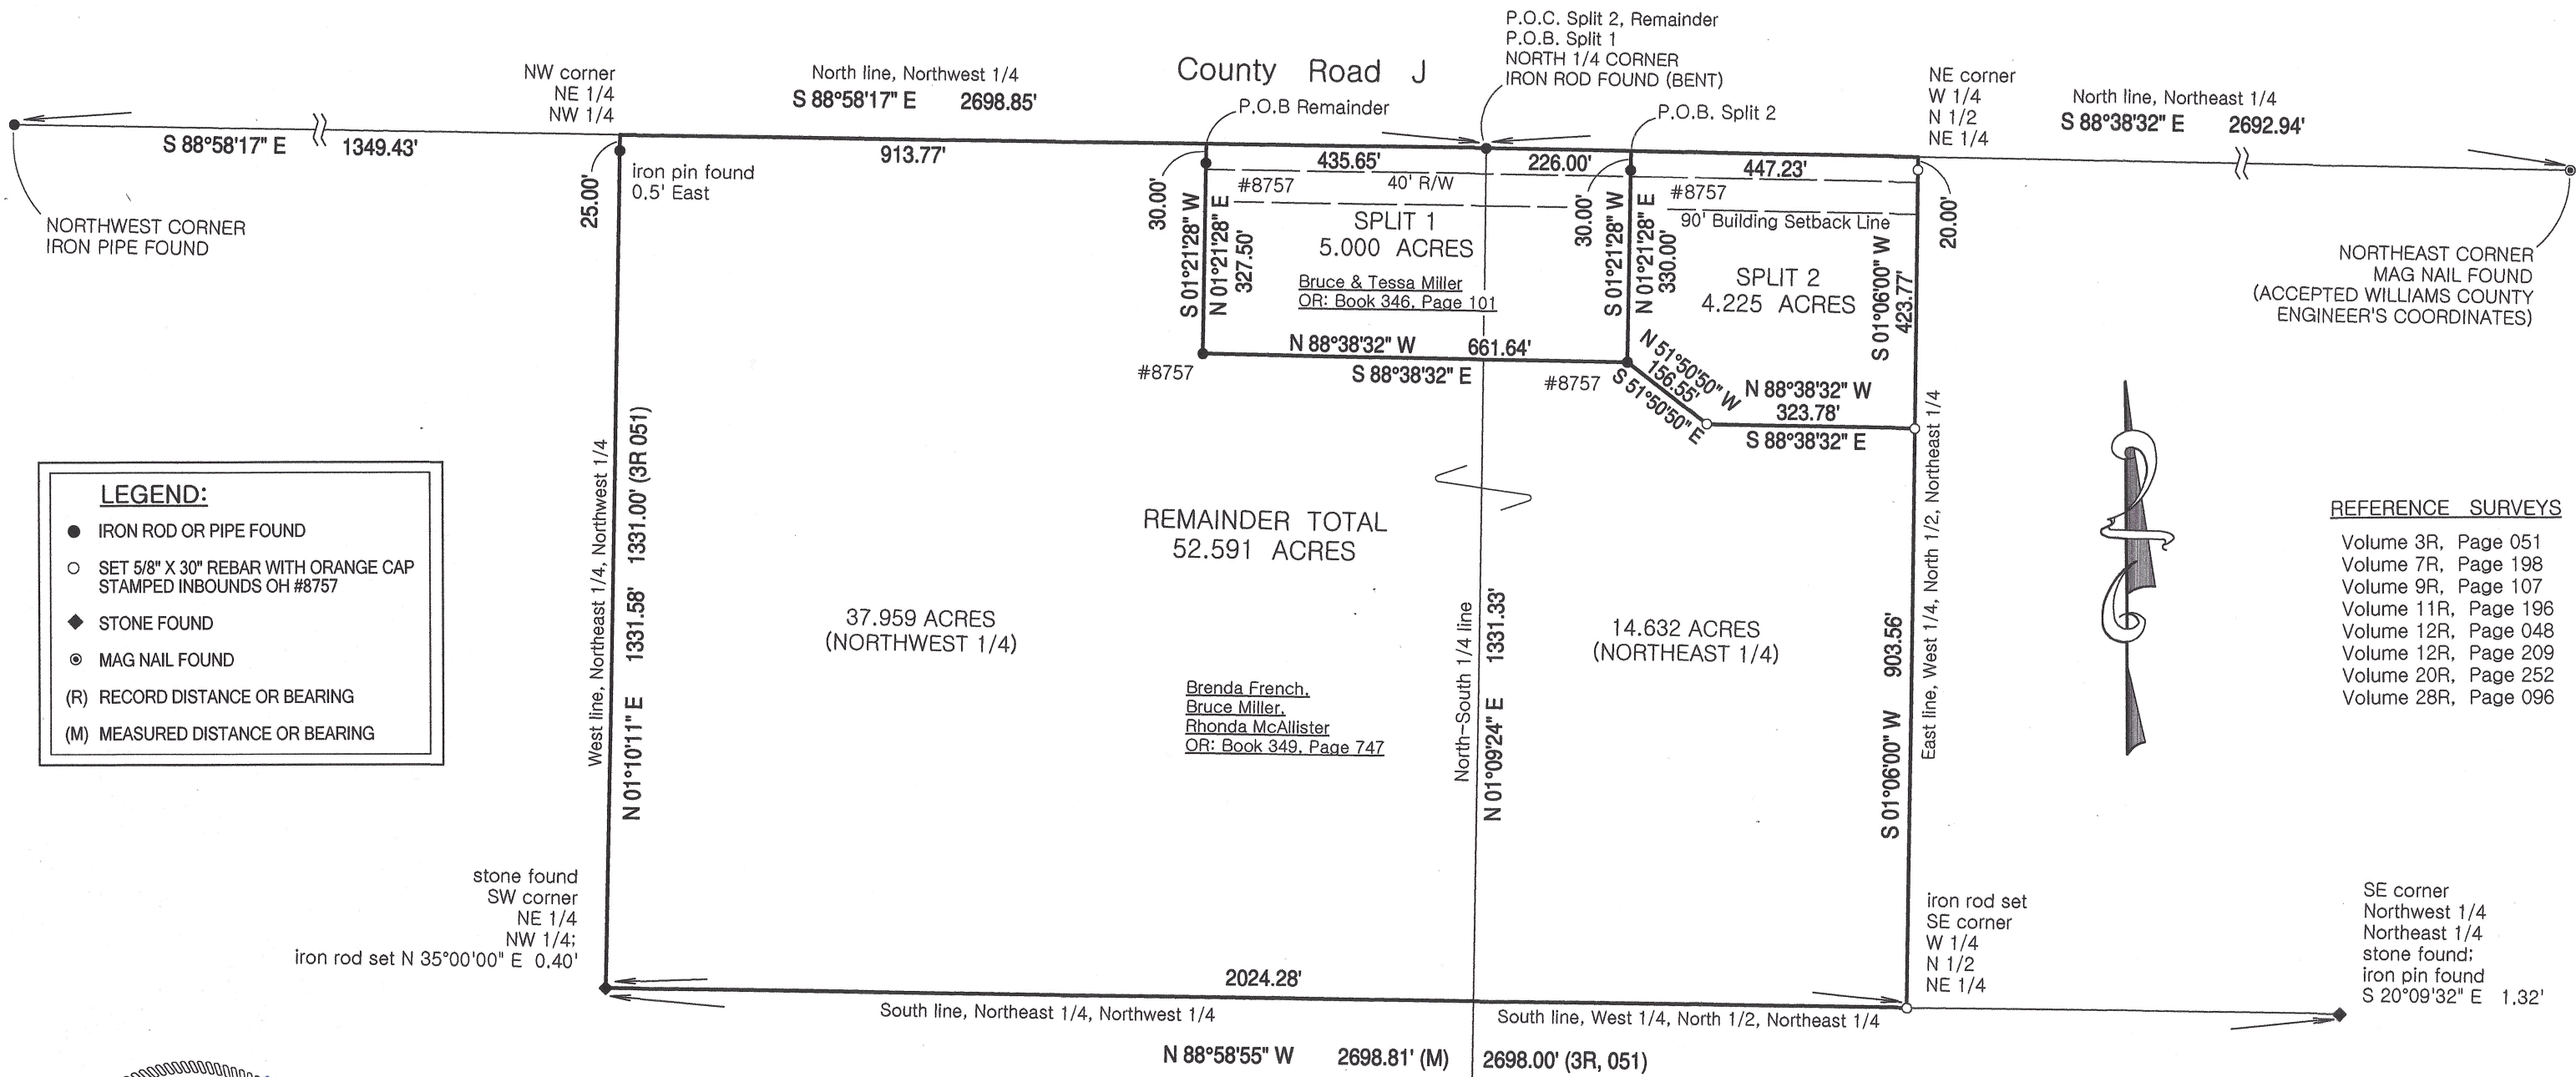 P.O.C. Split 2, Remainder
P.O.B. Split 1
NORTH 1/4 CORNER
IRON ROD FOUND (BENT)
County Road J
NW corner
NE 1/4
NW 1/4
North line, Northwest 1/4
S 88°58'17" E 2698.85'
P.O.B Remainder
P.O.B. Split 2
NE corner
W 1/4
N 1/2
NE 1/4
North line, Northeast 1/4
S 88°38'32" E 2692.94'
S 88°58'17" E 1349.43'
913.77'
435.65'
226.00'
447.23'
iron pin found
0.5' East
25.00'
30.00'
30.00'
20.00'
#8757
40' R/W
#8757
90' Building Setback Line
NORTHWEST CORNER
IRON PIPE FOUND
NORTHEAST CORNER
MAG NAIL FOUND
(ACCEPTED WILLIAMS COUNTY
ENGINEER'S COORDINATES)
S 01°21'28" W
N 01°21'28" E
327.50'
SPLIT 1
5.000 ACRES
Bruce & Tessa Miller
OR: Book 346, Page 101
S 01°21'28" W
N 01°21'28" E
330.00'
SPLIT 2
4.225 ACRES
S 01°06'00" W
423.77'
N 88°38'32" W 661.64'
S 88°38'32" E
#8757
#8757
N 51°50'50" W
156.55'
S 51°50'50" E
N 88°38'32" W
323.78'
S 88°38'32" E
West line, Northeast 1/4, Northwest 1/4
N 01°10'11" E 1331.58' 1331.00' (3R 051)
REMAINDER TOTAL
52.591 ACRES
37.959 ACRES
(NORTHWEST 1/4)
14.632 ACRES
(NORTHEAST 1/4)
Brenda French,
Bruce Miller,
Rhonda McAllister
OR: Book 349, Page 747
North-South 1/4 line
N 01°09'24" E 1331.33'
S 01°06'00" W 903.56'
East line, West 1/4, North 1/2, Northeast 1/4
LEGEND:
IRON ROD OR PIPE FOUND
SET 5/8" X 30" REBAR WITH ORANGE CAP
STAMPED INBOUNDS OH #8757
STONE FOUND
MAG NAIL FOUND
(R) RECORD DISTANCE OR BEARING
(M) MEASURED DISTANCE OR BEARING
REFERENCE SURVEYS
Volume 3R, Page 051
Volume 7R, Page 198
Volume 9R, Page 107
Volume 11R, Page 196
Volume 12R, Page 048
Volume 12R, Page 209
Volume 20R, Page 252
Volume 28R, Page 096
stone found
SW corner
NE 1/4
NW 1/4;
iron rod set N 35°00'00" E 0.40'
2024.28'
iron rod set
SE corner
W 1/4
N 1/2
NE 1/4
SE corner
Northwest 1/4
Northeast 1/4
stone found;
iron pin found
S 20°09'32" E 1.32'
South line, Northeast 1/4, Northwest 1/4
South line, West 1/4, North 1/2, Northeast 1/4
N 88°58'55" W 2698.81' (M) 2698.00' (3R, 051)